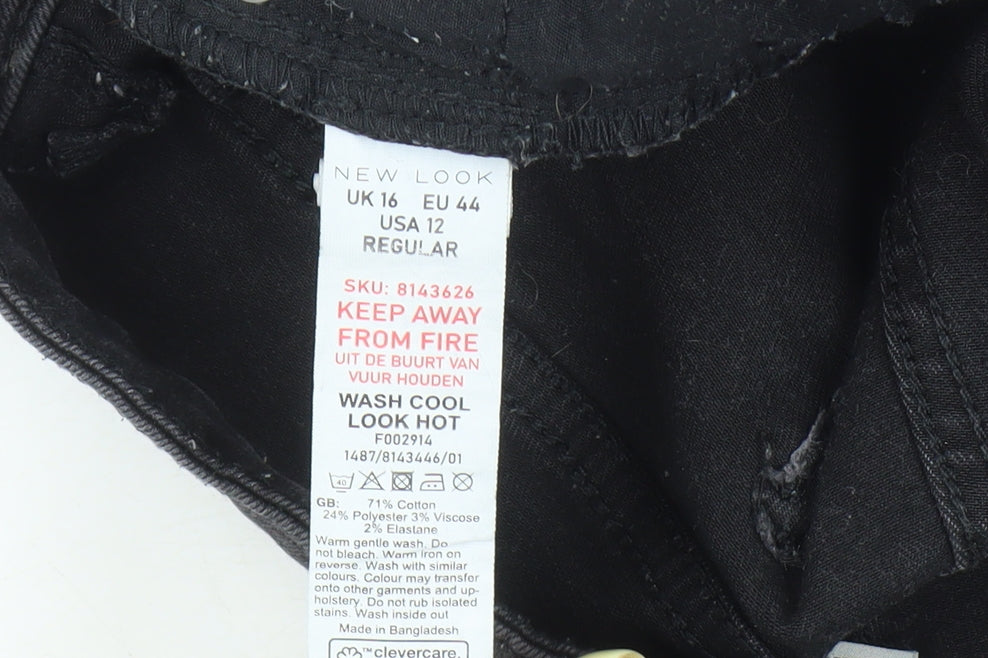 NEW LOOK
UK 16 EU 44
USA 12
REGULAR
SKU: 8143626
KEEP AWAY
FROM FIRE
UIT DE BUURT VAN
VUUR HOUDEN
WASH COOL
LOOK HOT
F002914
1487/8143446/01
40
GB: 71% Cotton
24% Polyester 3% Viscose
2% Elastane
Warm gentle wash. Do
not bleach. Warm iron on
reverse. Wash with similar
colours. Colour may transfer
onto other garments and up-
holstery. Do not rub isolated
stains. Wash inside out
Made in Bangladesh
™ clevercare.